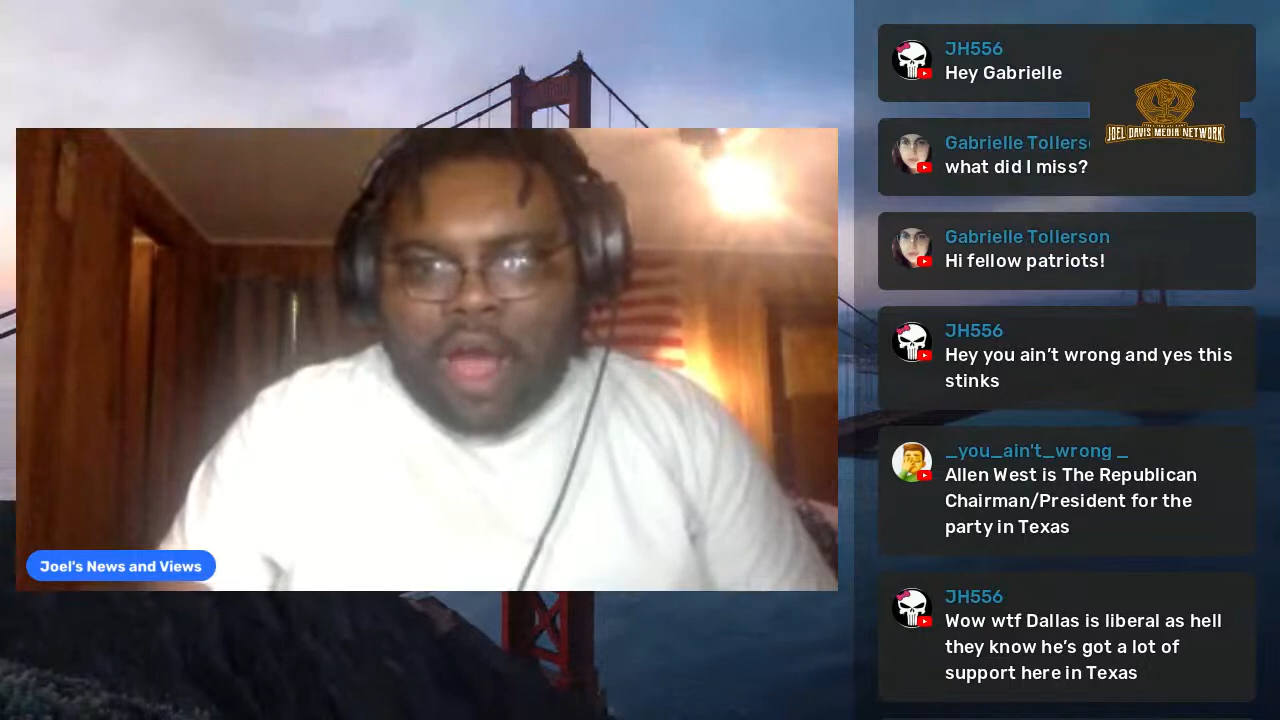 JH556
Hey Gabrielle
JOEL DAVIS MEDIA NETWORK
Gabrielle Tollers
what did I miss?
Gabrielle Tollerson
Hi fellow patriots!
JH556
Hey you ain't wrong and yes this
stinks
_you_ain't_wrong _
Allen West is The Republican
Chairman/President for the
party in Texas
JH556
Wow wtf Dallas is liberal as hell
they know he's got a lot of
support here in Texas
Joel's News and Views